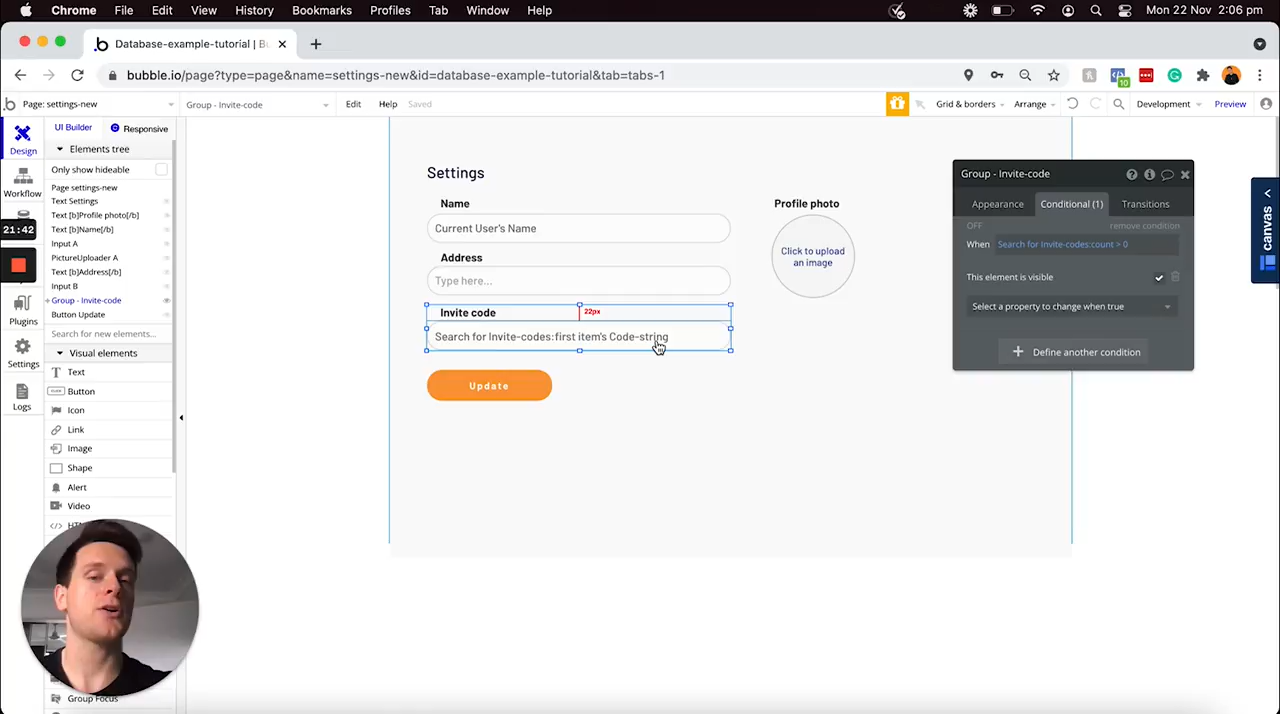 Chrome File Edit View History Bookmarks Profiles Tab Window Help Mon 22 Nov 2:06 pm
Database-example-tutorial | Bu
bubble.io/page?type=page&name=settings-new&id=database-example-tutorial&tab=tabs-1
10
Page: settings-new Group - Invite-code Edit Help Saved Grid & borders Arrange Development Preview
Design
Workflow
21:42
Plugins
Settings
Logs
UI Builder Responsive
Elements tree
Only show hideable
Page settings-new
Text Settings
Text [b]Profile photo[/b]
Text [b]Name[/b]
Input A
PictureUploader A
Text [b]Address[/b]
Input B
Group - Invite-code
Button Update
Search for new elements...
Visual elements
Text
Button
Icon
Link
Image
Shape
Alert
Video
Group Focus
Settings
Name
Current User's Name
Address
Type here...
Invite code
22px
Search for Invite-codes:first item's Code-string
Update
Profile photo
Click to upload
an image
Group - Invite-code
Appearance Conditional (1) Transitions
OFF remove condition
When Search for Invite-codes:count > 0
This element is visible
Select a property to change when true
Define another condition
canvas